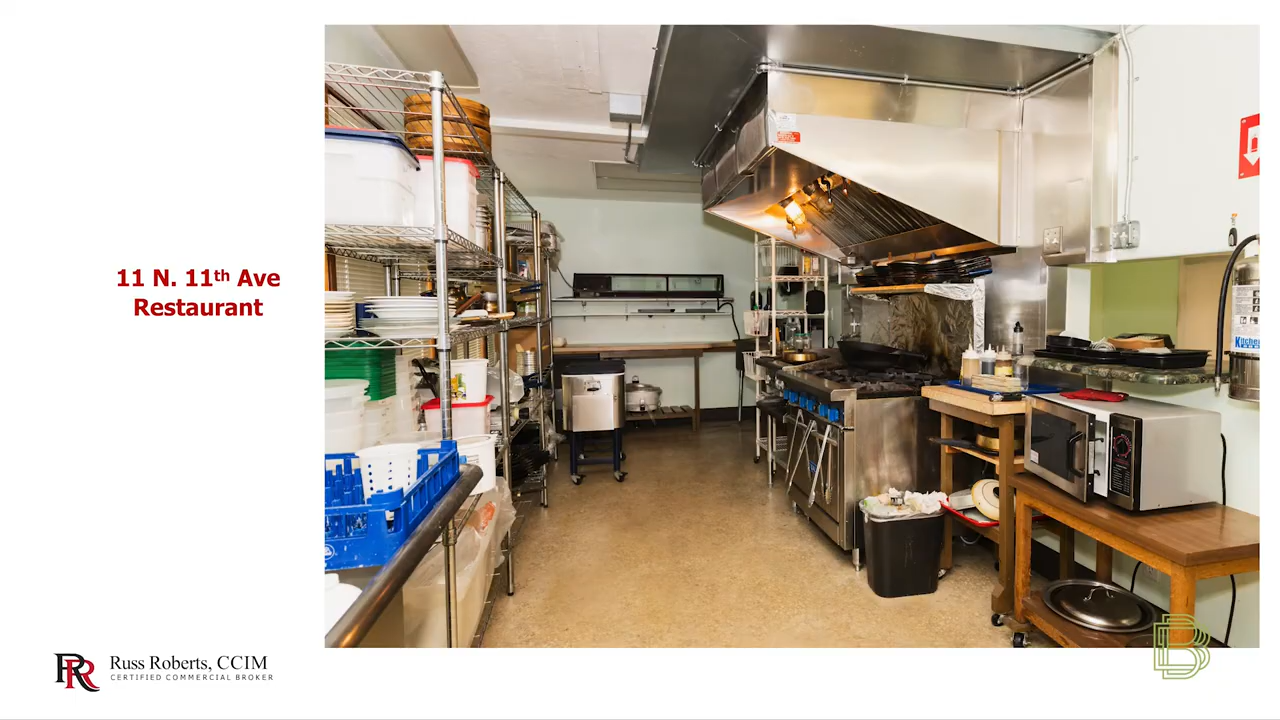 11 N. 11th Ave
Restaurant
Russ Roberts, CCIM
CERTIFIED COMMERCIAL BROKER